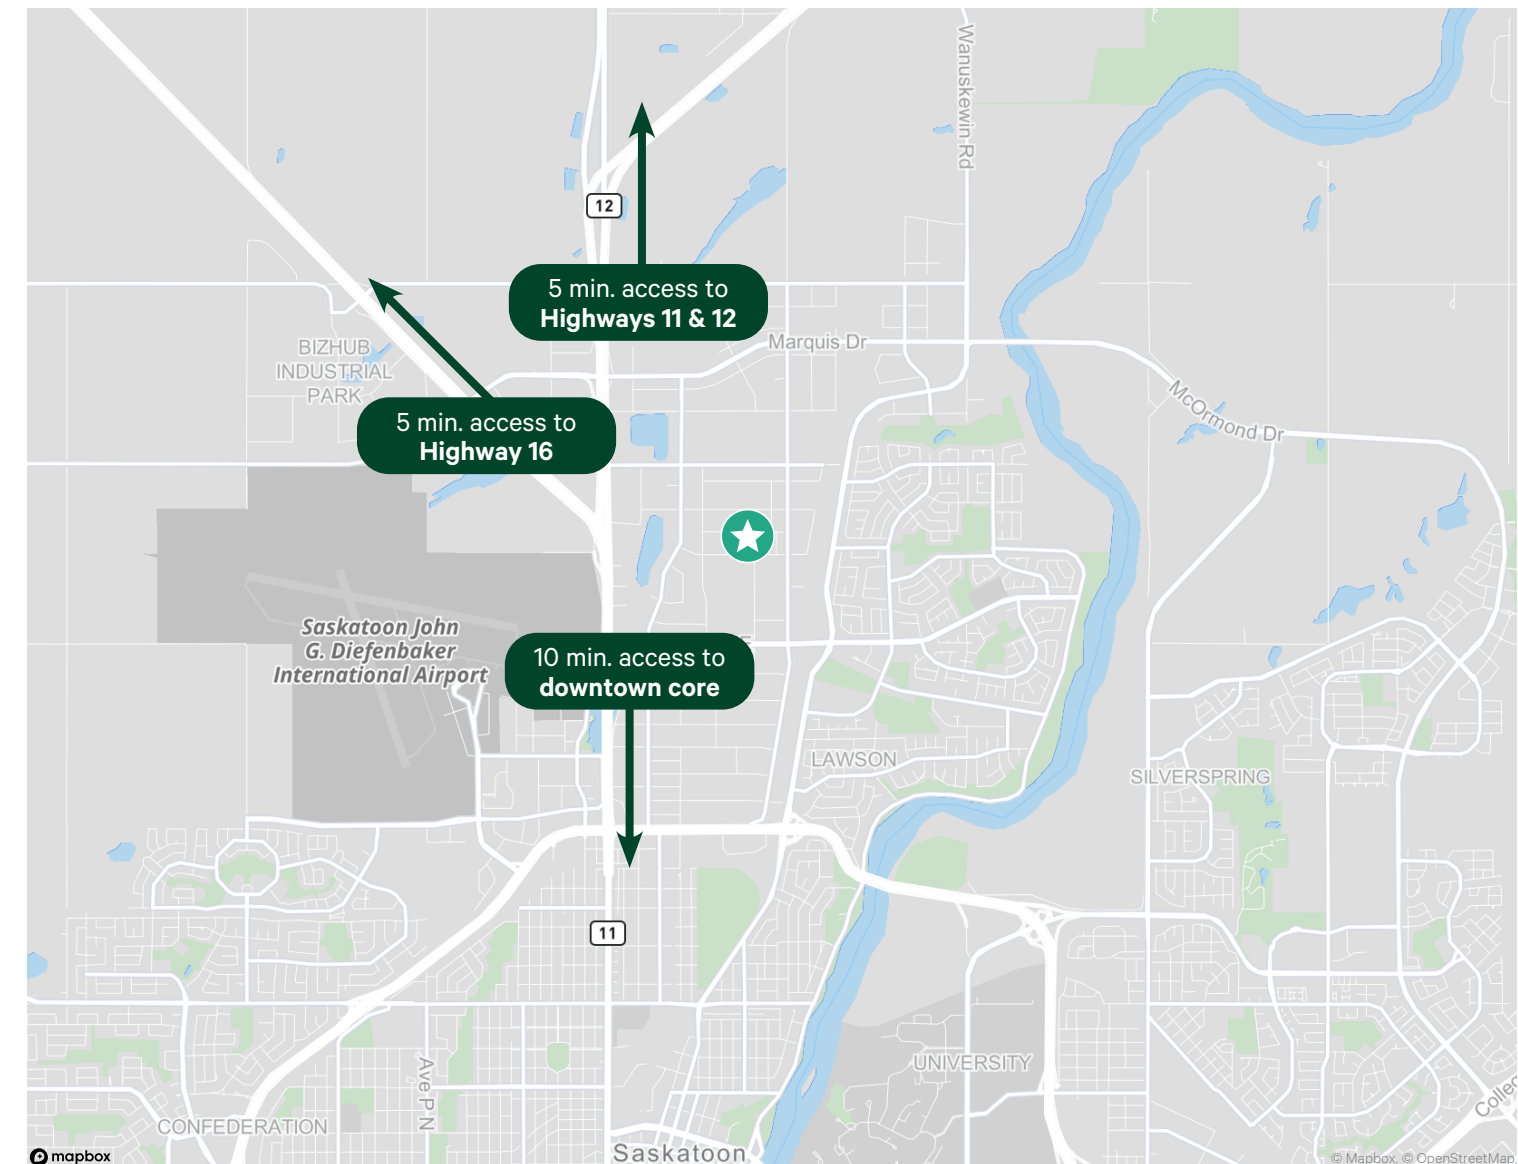 Wanuskewin Rd
12
5 min. access to
Highways 11 & 12
Marquis Dr
BIZHUB
INDUSTRIAL
PARK
McOrmond Dr
5 min. access to
Highway 16
Saskatoon John
G. Diefenbaker
International Airport
10 min. access to
downtown core
LAWSON
SILVERSPRING
11
UNIVERSITY
Ave P N
CONFEDERATION
Saskatoon
mapbox
© Mapbox, © OpenStreetMap